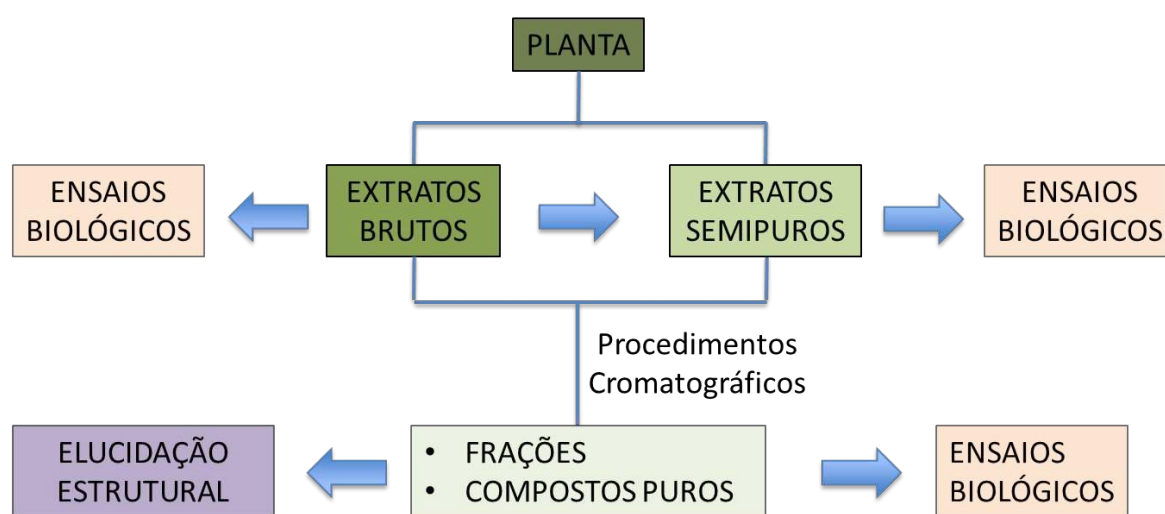 PLANTA
ENSAIOS
BIOLÓGICOS
EXTRATOS
BRUTOS
EXTRATOS
SEMIPUROS
ENSAIOS
BIOLÓGICOS
Procedimentos
Cromatográficos
ELUCIDAÇÃO
ESTRUTURAL
• FRAÇÕES
• COMPOSTOS PUROS
ENSAIOS
BIOLÓGICOS